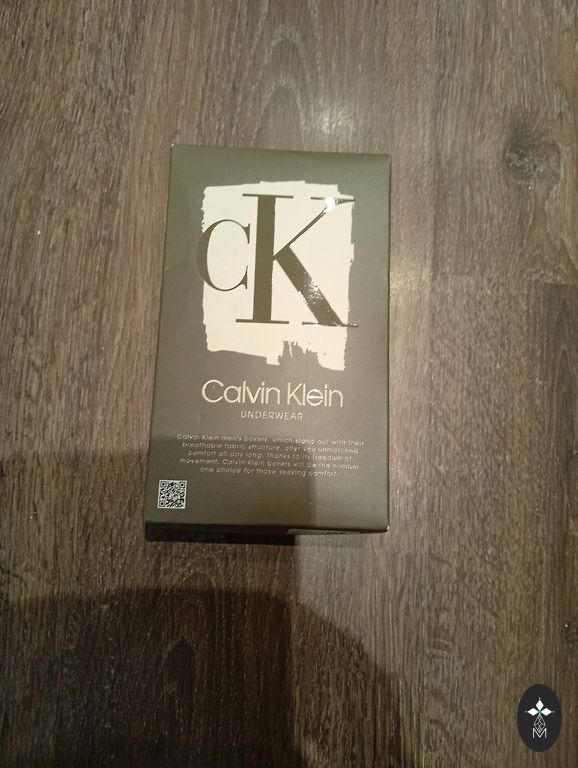 CK
Calvin Klein
UNDERWEAR
Calvin Klein men's boxers, which stand out with their
breathable fabric structure, offer you unmatched
comfort all day long. Thanks to its freedom of
movement, Calvin Klein boxers will be the number
one choice for those seeking comfort.
M